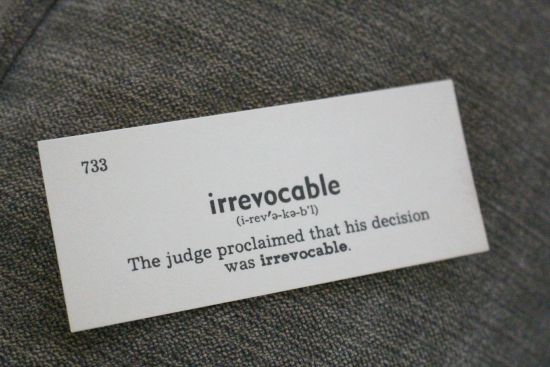 733
irrevocable
(i-rev′ə-kə-b'l)
The judge proclaimed that his decision
was irrevocable.